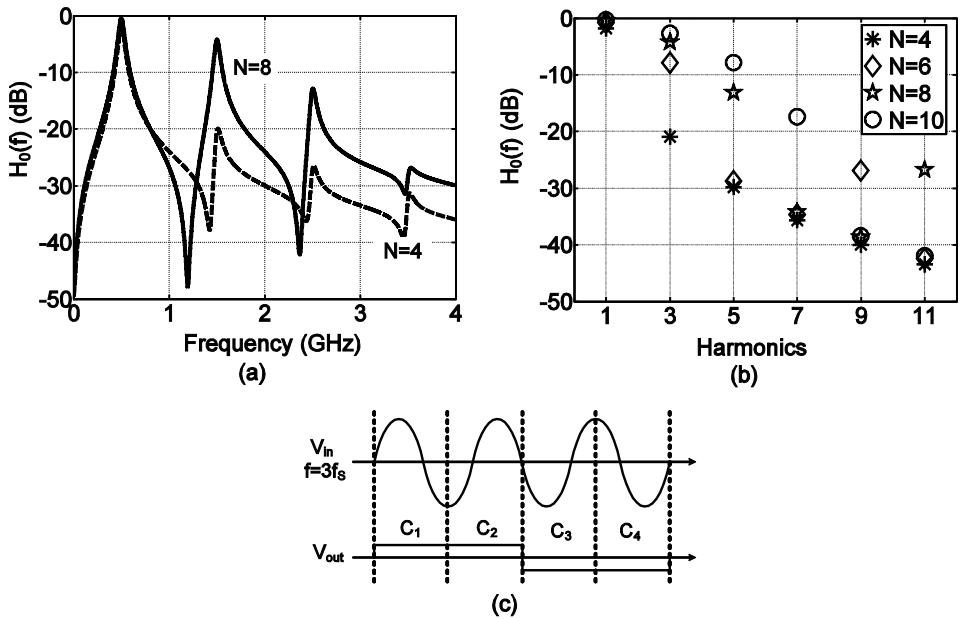 H0(f) (dB)
0
-10
-20
-30
-40
-50
N=8
N=4
0
1
2
3
4
Frequency (GHz)
(a)
H0(f) (dB)
0
-10
-20
-30
-40
-50
N=4
N=6
N=8
N=10
1
3
5
7
9
11
Harmonics
(b)
Vin
f=3fS
C1
C2
C3
C4
Vout
(c)